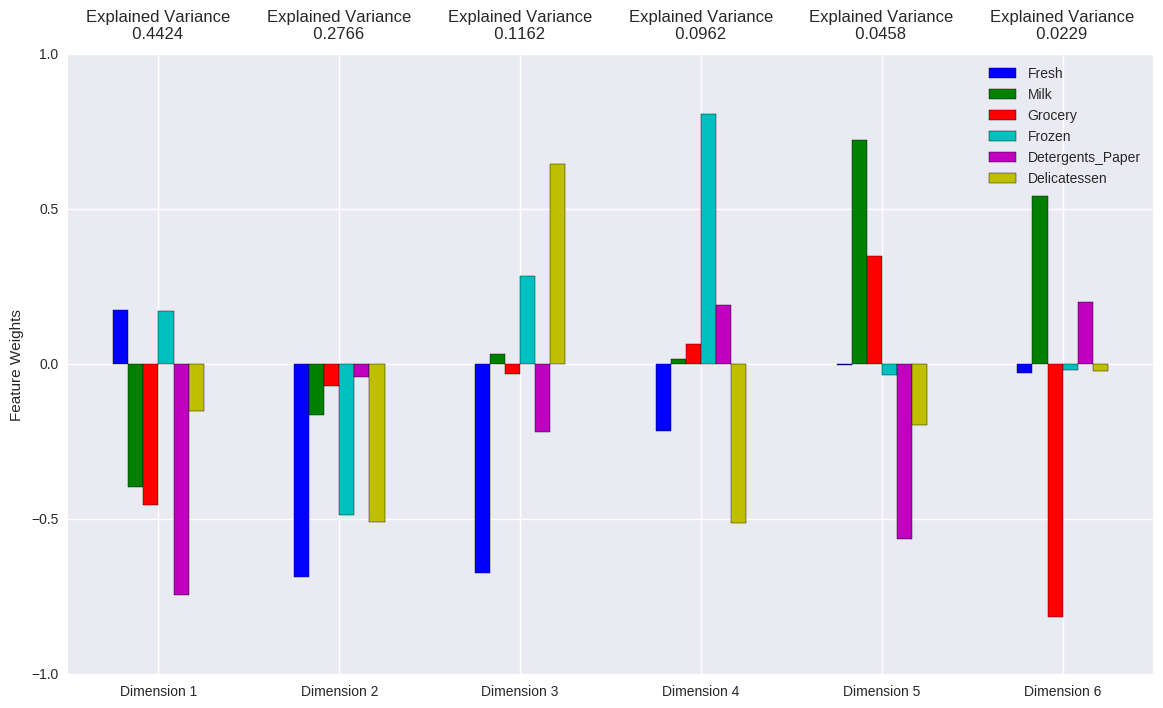 Explained Variance
0.4424
Explained Variance
0.2766
Explained Variance
0.1162
Explained Variance
0.0962
Explained Variance
0.0458
Explained Variance
0.0229
1.0
0.5
0.0
−0.5
−1.0
Feature Weights
Fresh
Milk
Grocery
Frozen
Detergents_Paper
Delicatessen
Dimension 1
Dimension 2
Dimension 3
Dimension 4
Dimension 5
Dimension 6